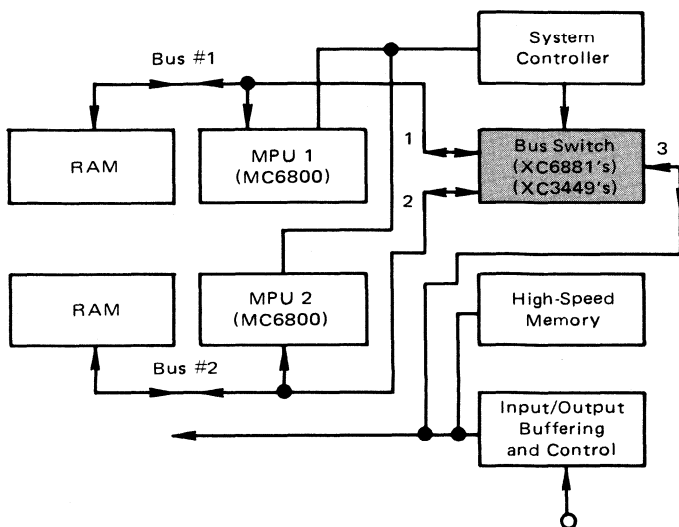 Bus #1
System
Controller
RAM
MPU 1
(MC6800)
1
Bus Switch
(XC6881's)
(XC3449's)
3
2
RAM
MPU 2
(MC6800)
High-Speed
Memory
Bus #2
Input/Output
Buffering
and Control